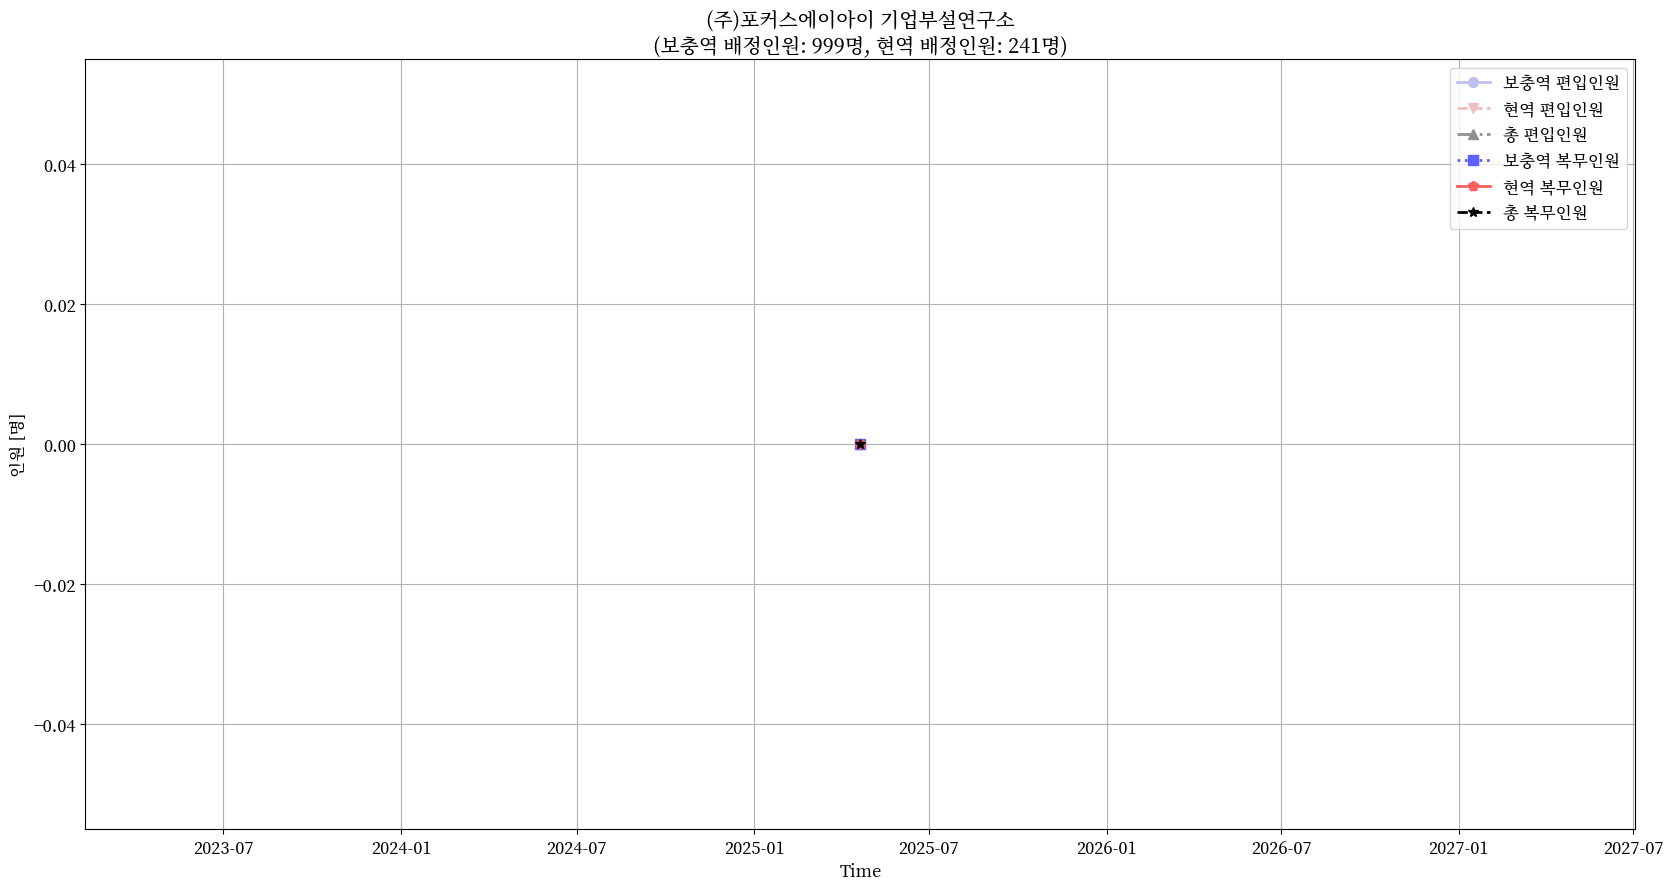 (주)포커스에이아이 기업부설연구소
(보충역 배정인원: 999명, 현역 배정인원: 241명)
보충역 편입인원
현역 편입인원
총 편입인원
보충역 복무인원
현역 복무인원
총 복무인원
0.04
0.02
0.00
−0.02
−0.04
인원 [명]
2023-07 2024-01 2024-07 2025-01 2025-07 2026-01 2026-07 2027-01 2027-07
Time